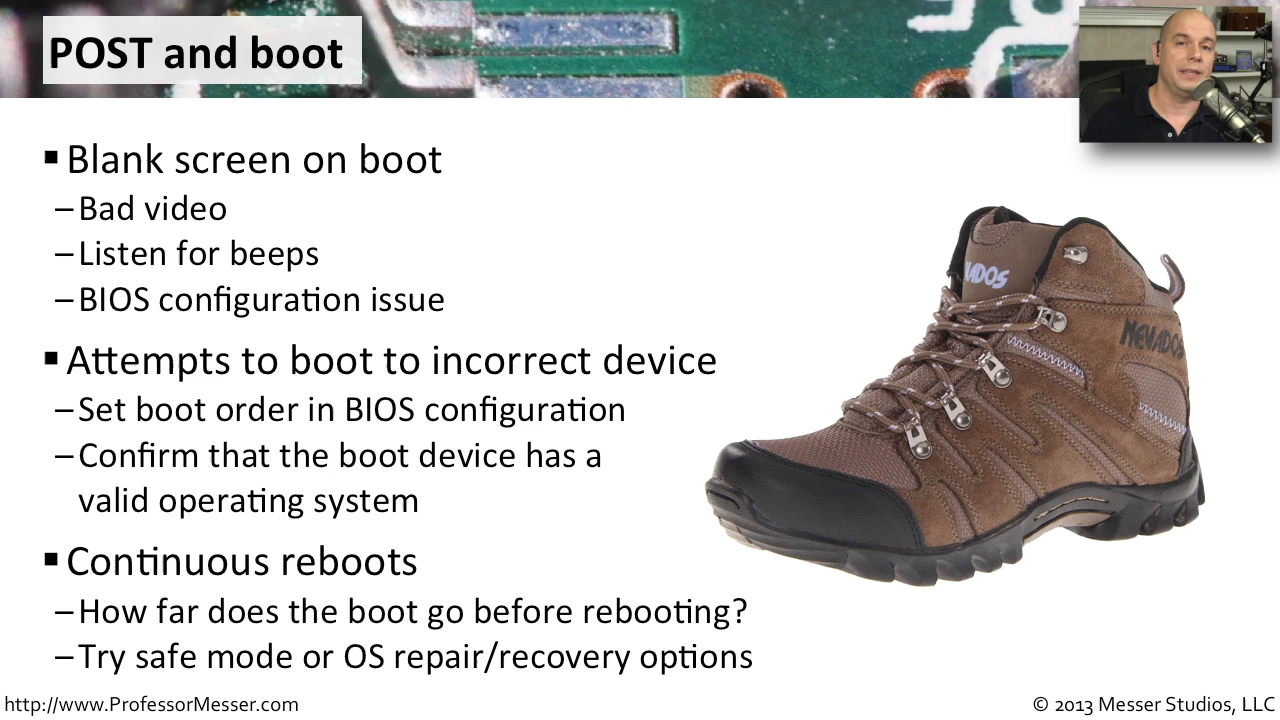 POST and boot
▪ Blank screen on boot
– Bad video
– Listen for beeps
– BIOS configuration issue
▪ Attempts to boot to incorrect device
– Set boot order in BIOS configuration
– Confirm that the boot device has a
valid operating system
▪ Continuous reboots
– How far does the boot go before rebooting?
– Try safe mode or OS repair/recovery options
VADOS
NEVADOS
http://www.ProfessorMesser.com
© 2013 Messer Studios, LLC